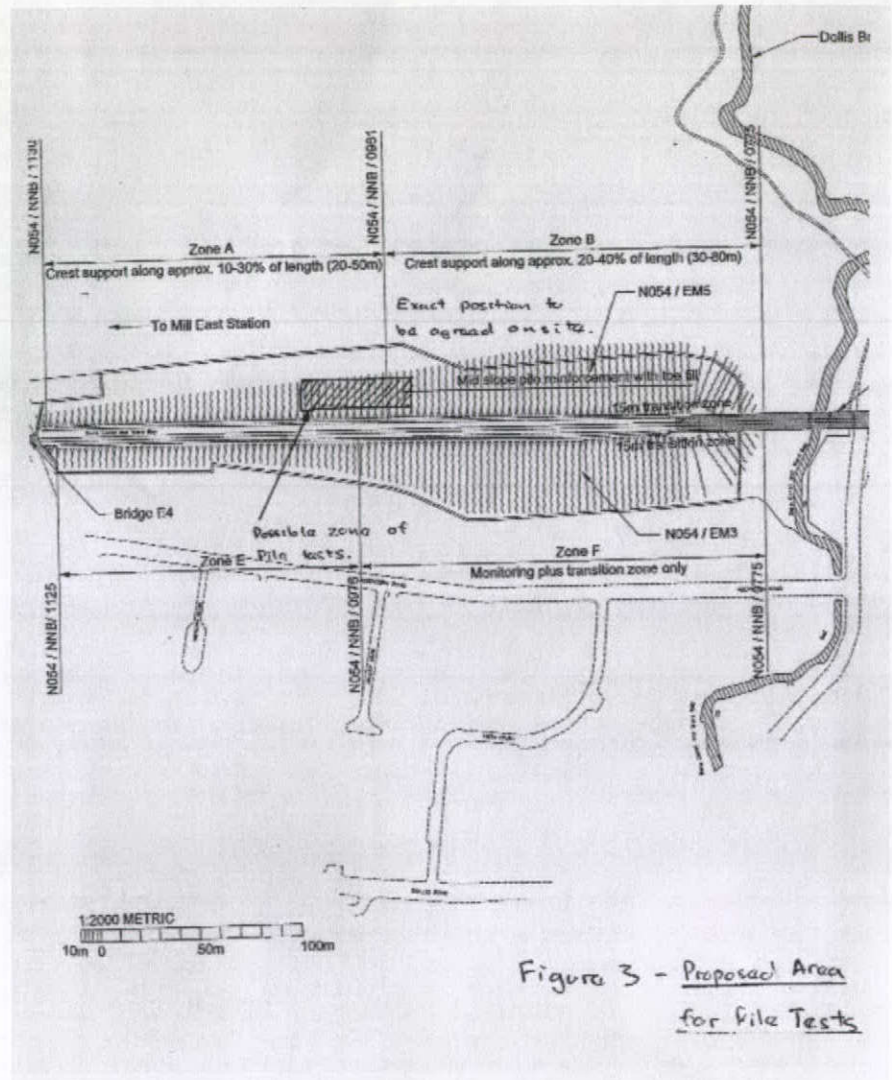 Dollis Br
N054 / NNB / 1130
N054 / NNB / 0961
N054 / NNB / 0775
Zone A
Crest support along approx. 10-30% of length (20-50m)
Zone B
Crest support along approx. 20-40% of length (30-80m)
To Mill East Station
Exact position to
be agreed onsite.
N054 / EM5
Mid slope pile reinforcement with toe fill
15m transition zone
15m transition zone
Bridge E4
Possible zone of
Pile tests.
N054 / EM3
Zone E
Zone F
Monitoring plus transition zone only
N054 / NNB/ 1125
N054 / NNB / 0976
N054 / NNB / 07775
1:2000 METRIC
10m 0 50m 100m
Figure 3 - Proposed Area
for Pile Tests